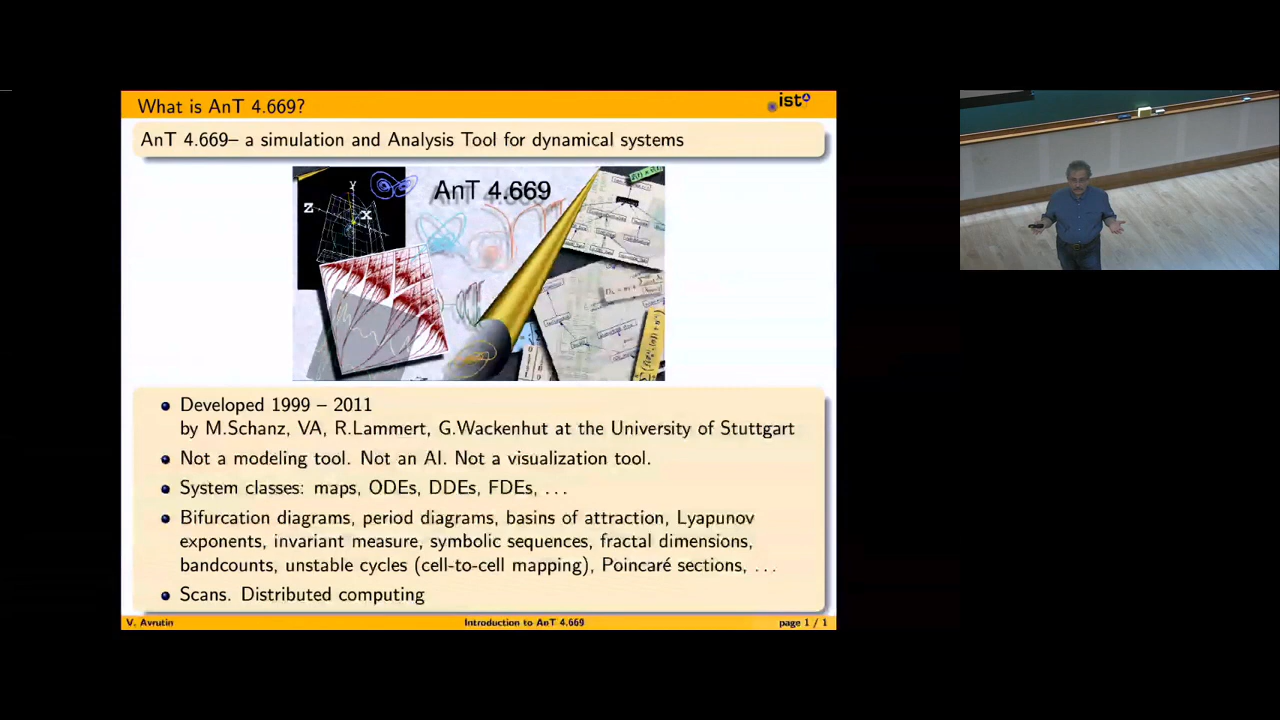 What is AnT 4.669?
ist
AnT 4.669– a simulation and Analysis Tool for dynamical systems
AnT 4.669
Y
Z
X
Developed 1999 – 2011
by M.Schanz, VA, R.Lammert, G.Wackenhut at the University of Stuttgart
Not a modeling tool. Not an AI. Not a visualization tool.
System classes: maps, ODEs, DDEs, FDEs, . . .
Bifurcation diagrams, period diagrams, basins of attraction, Lyapunov
exponents, invariant measure, symbolic sequences, fractal dimensions,
bandcounts, unstable cycles (cell-to-cell mapping), Poincaré sections, . . .
Scans. Distributed computing
V. Avrutin
Introduction to AnT 4.669
page 1 / 1